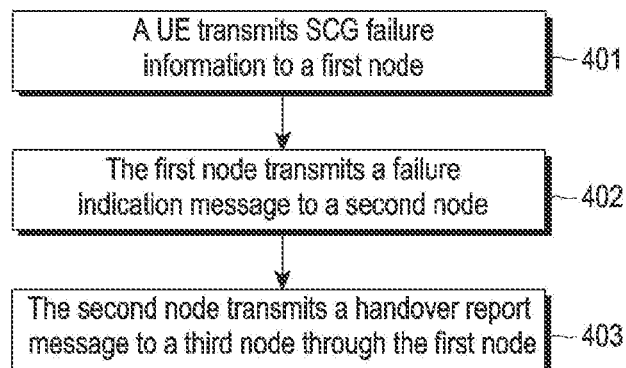 A UE transmits SCG failure
information to a first node
401
The first node transmits a failure
indication message to a second node
402
The second node transmits a handover report
message to a third node through the first node
403